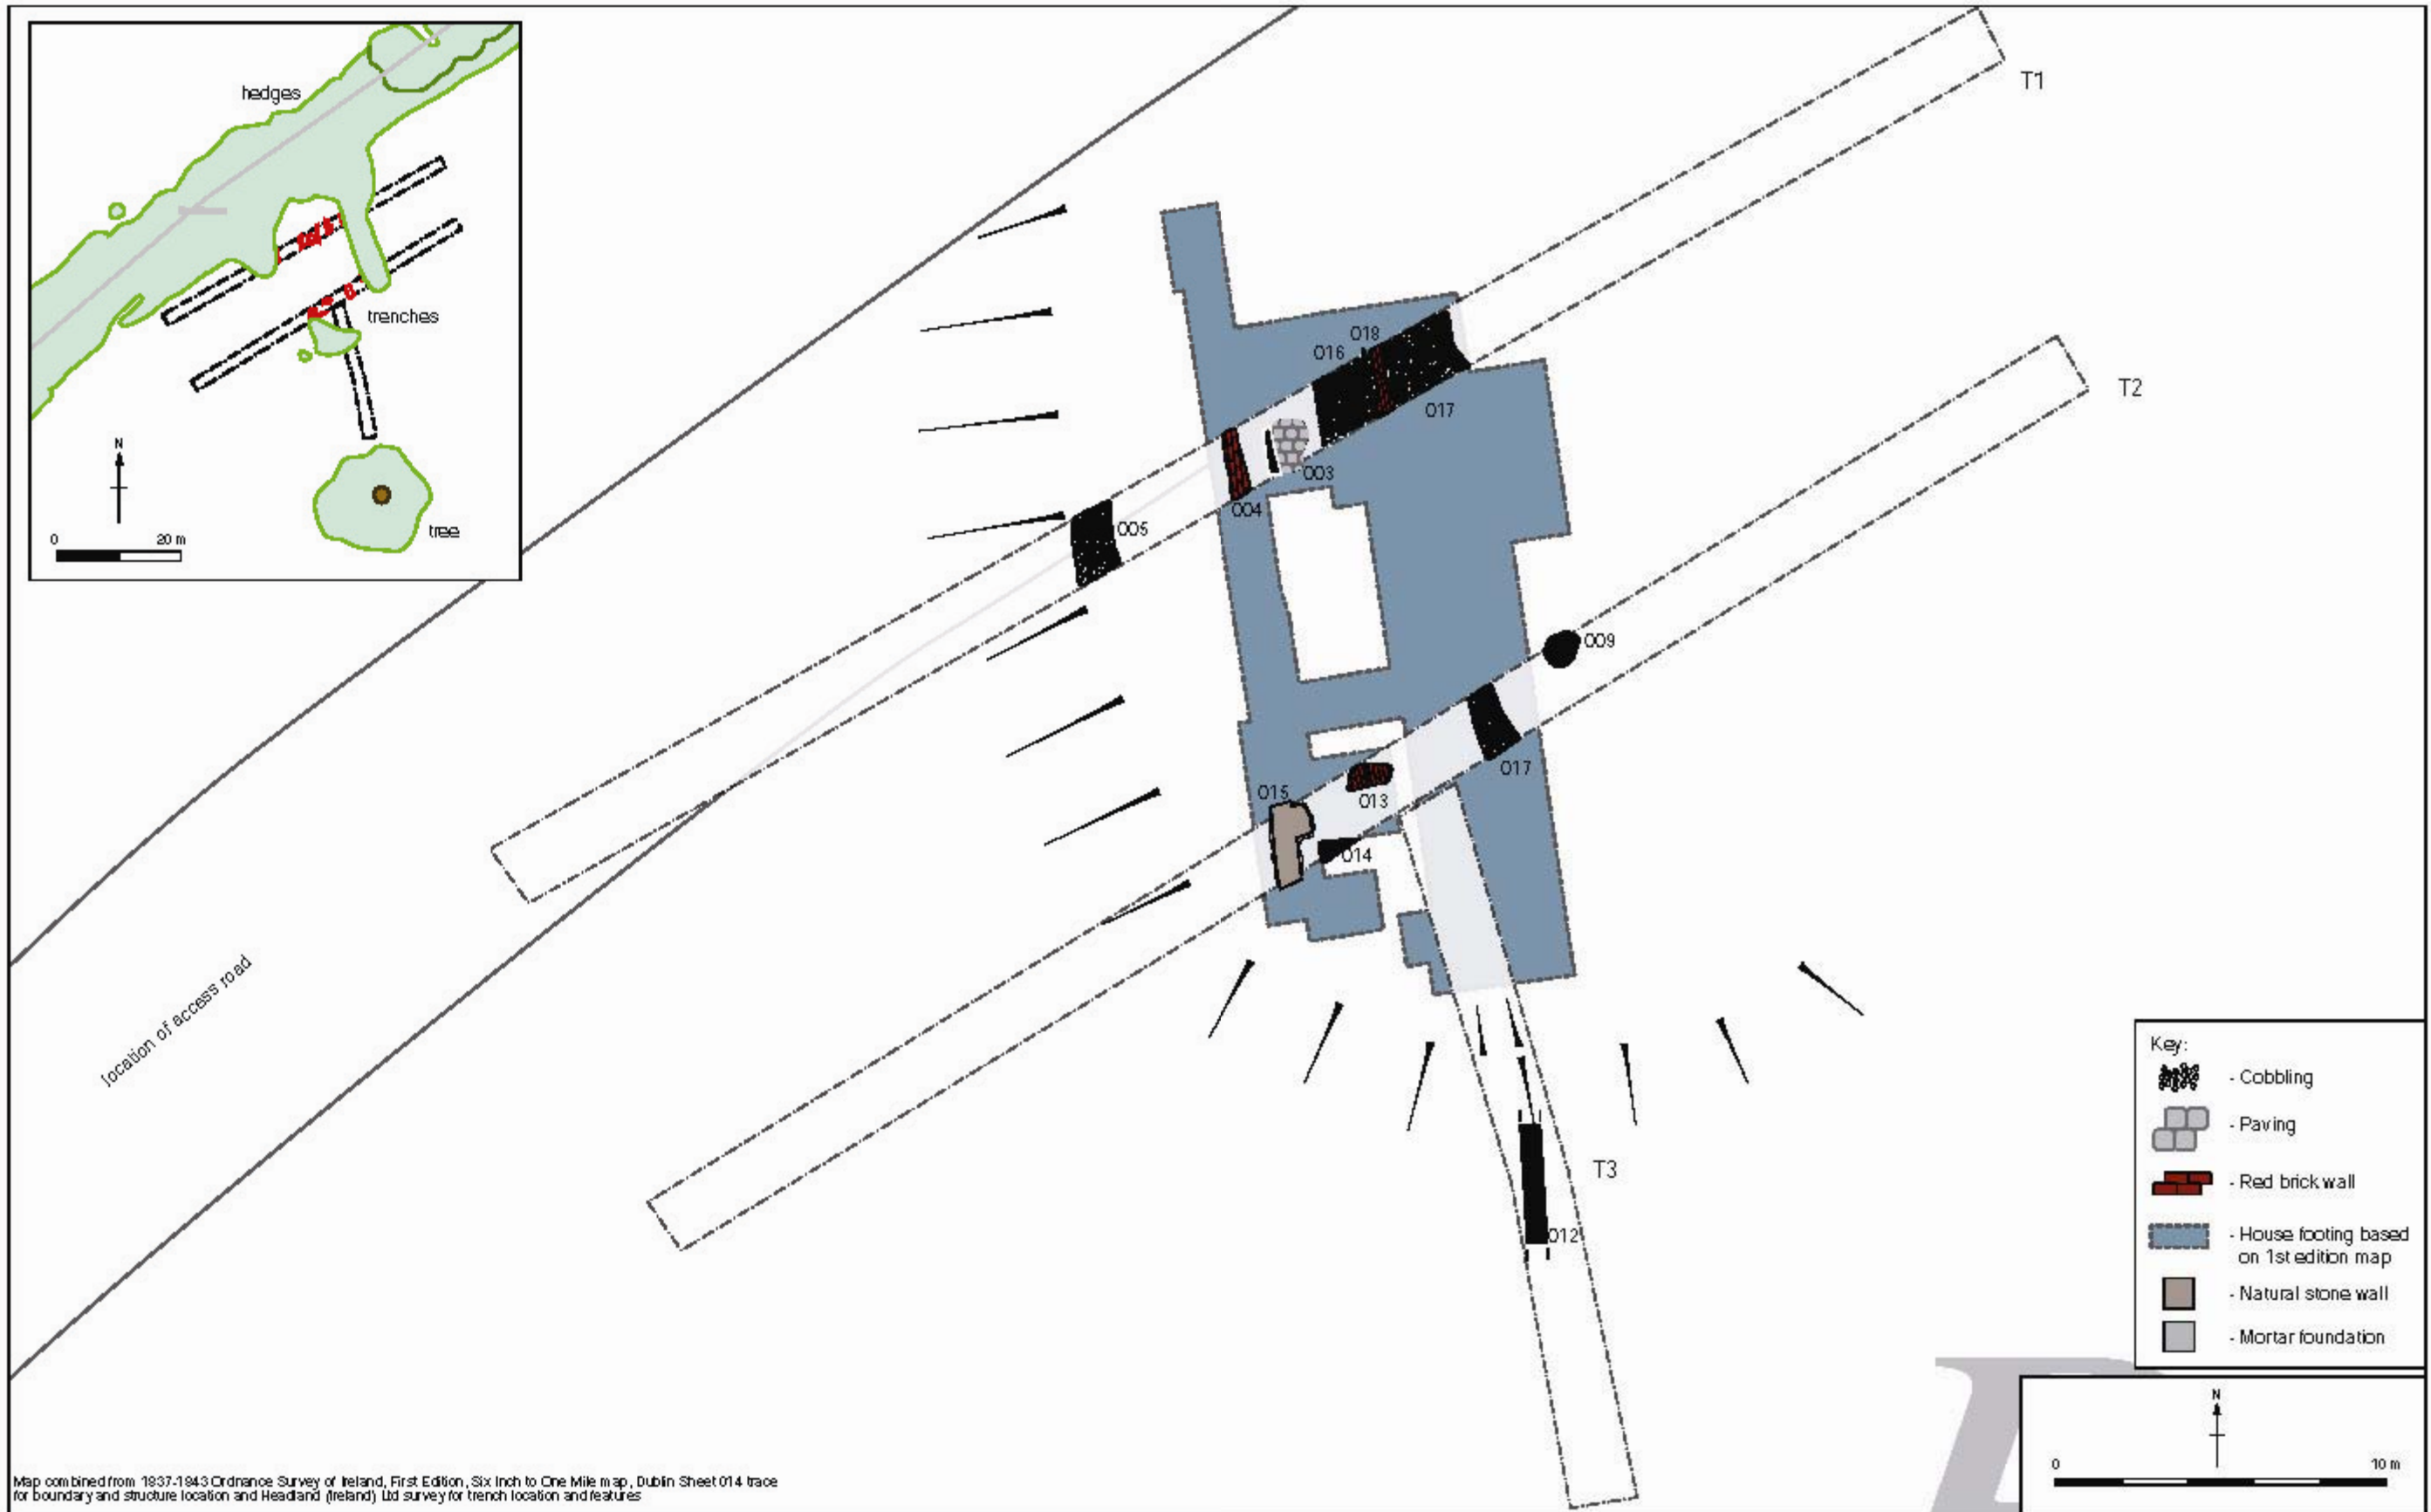 hedges
trenches
N
0 20 m
tree
T1
T2
018
016
017
003
004
005
009
017
015
013
014
location of access road
T3
012
Key:
- Cobbling
- Paving
- Red brick wall
- House footing based
on 1st edition map
- Natural stone wall
- Mortar foundation
N
0 10 m
Map combined from 1837-1843 Ordnance Survey of Ireland, First Edition, Six Inch to One Mile map, Dublin Sheet 014 trace
for boundary and structure location and Headland (Ireland) Ltd survey for trench location and features